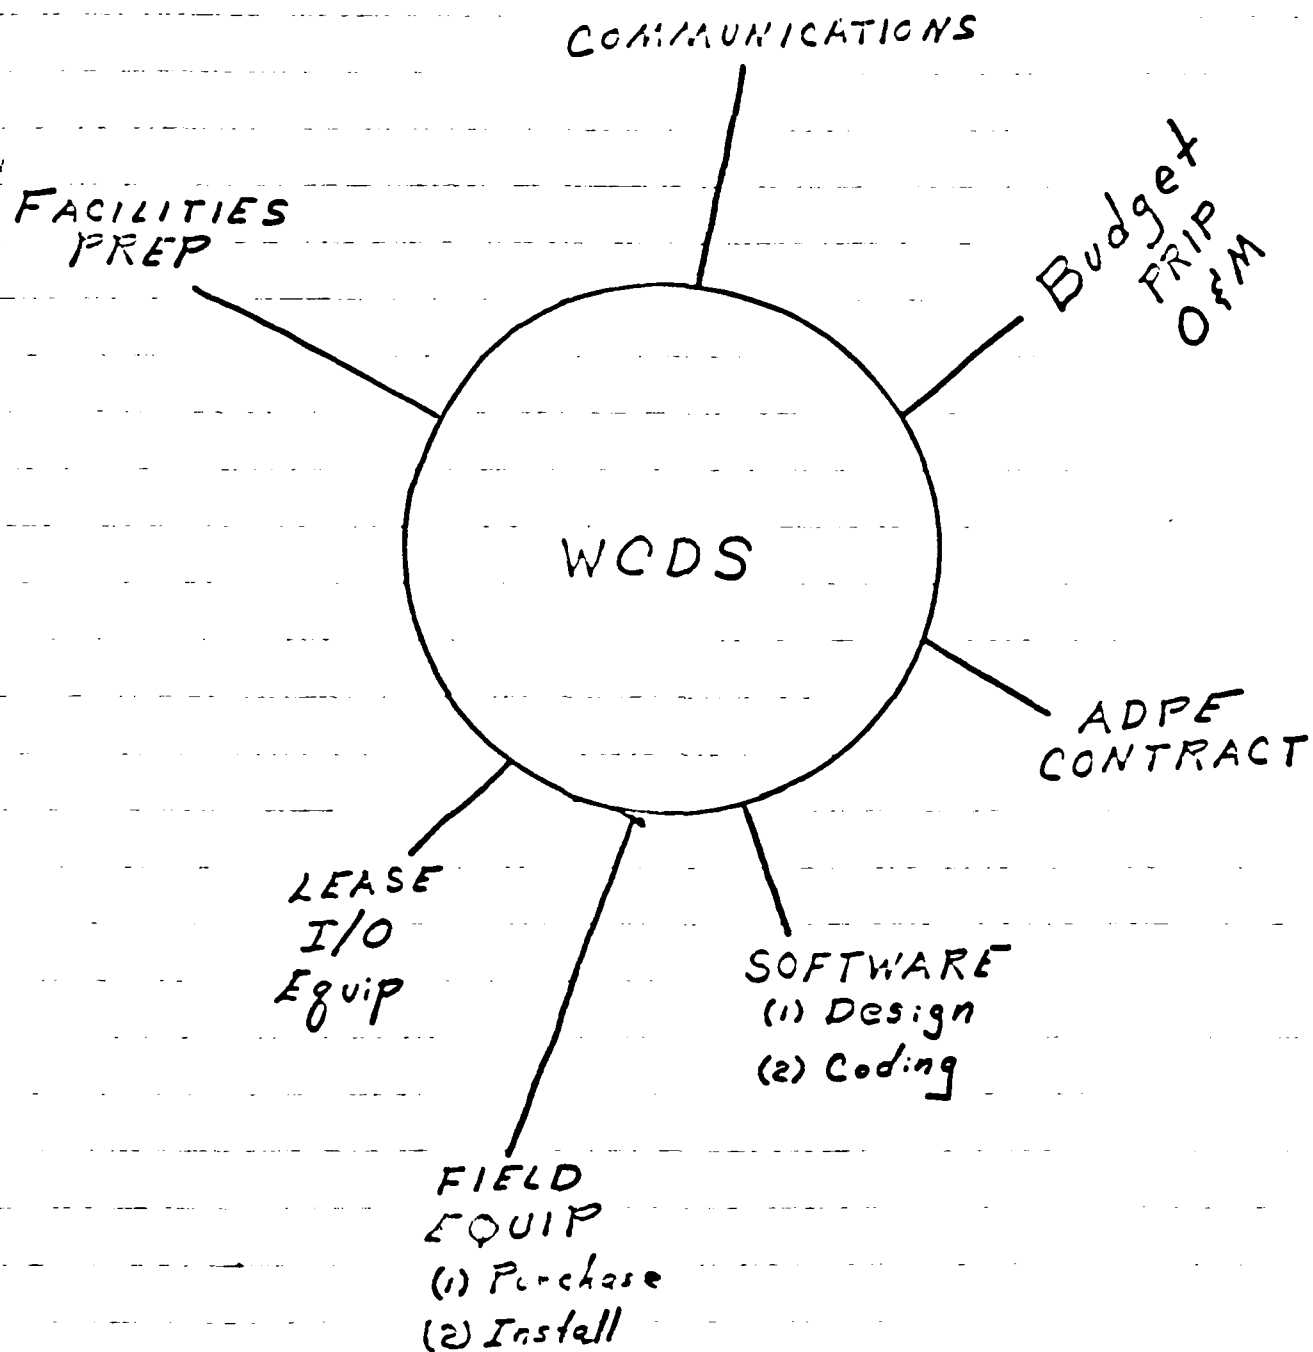 COMMUNICATIONS
FACILITIES
PREP
Budget
PRIP
O & M
WCDS
ADPE
CONTRACT
LEASE
I/O
Equip
SOFTWARE
(1) Design
(2) Coding
FIELD
EQUIP
(1) Purchase
(2) Install